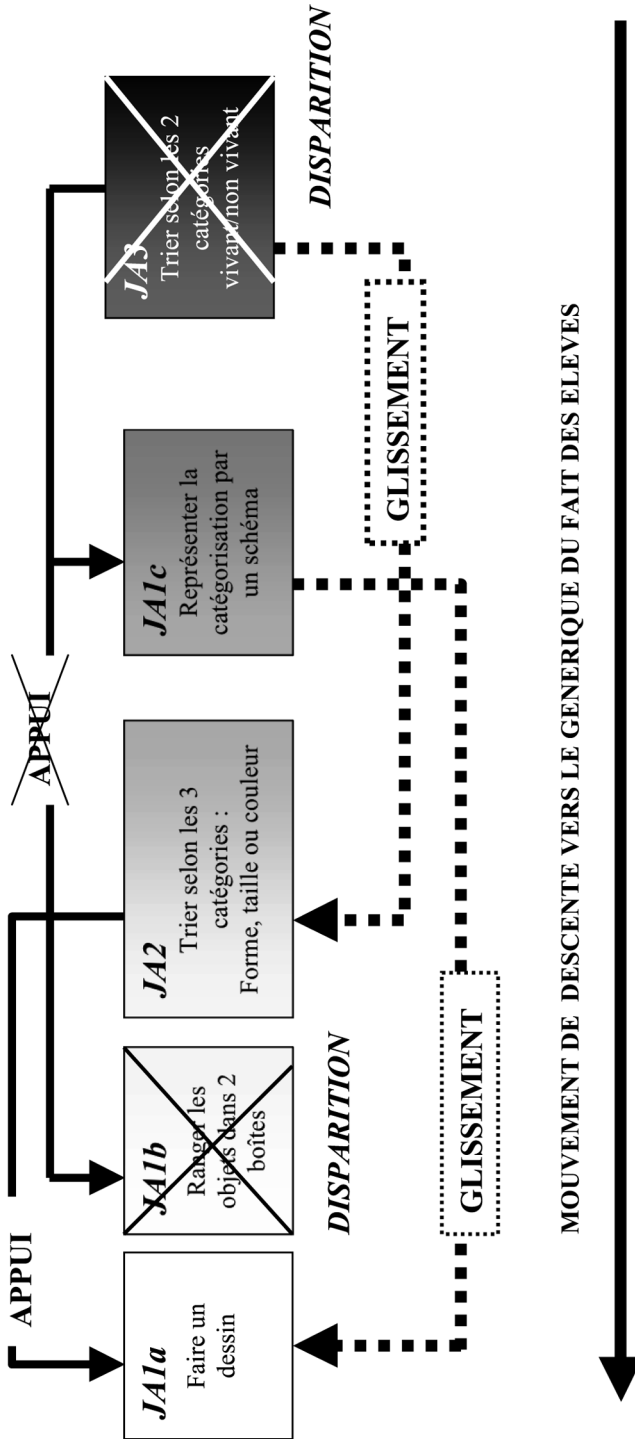 APPUI
APPUI
JA1a
Faire un
dessin
JA1b
Ranger les
objets dans 2
boîtes
JA2
Trier selon les 3
catégories :
Forme, taille ou couleur
JA1c
Représenter la
catégorisation par
un schéma
JA3
Trier selon les 2
catégories
vivant/non vivant
DISPARITION
DISPARITION
GLISSEMENT
GLISSEMENT
MOUVEMENT DE DESCENTE VERS LE GENERIQUE DU FAIT DES ELEVES